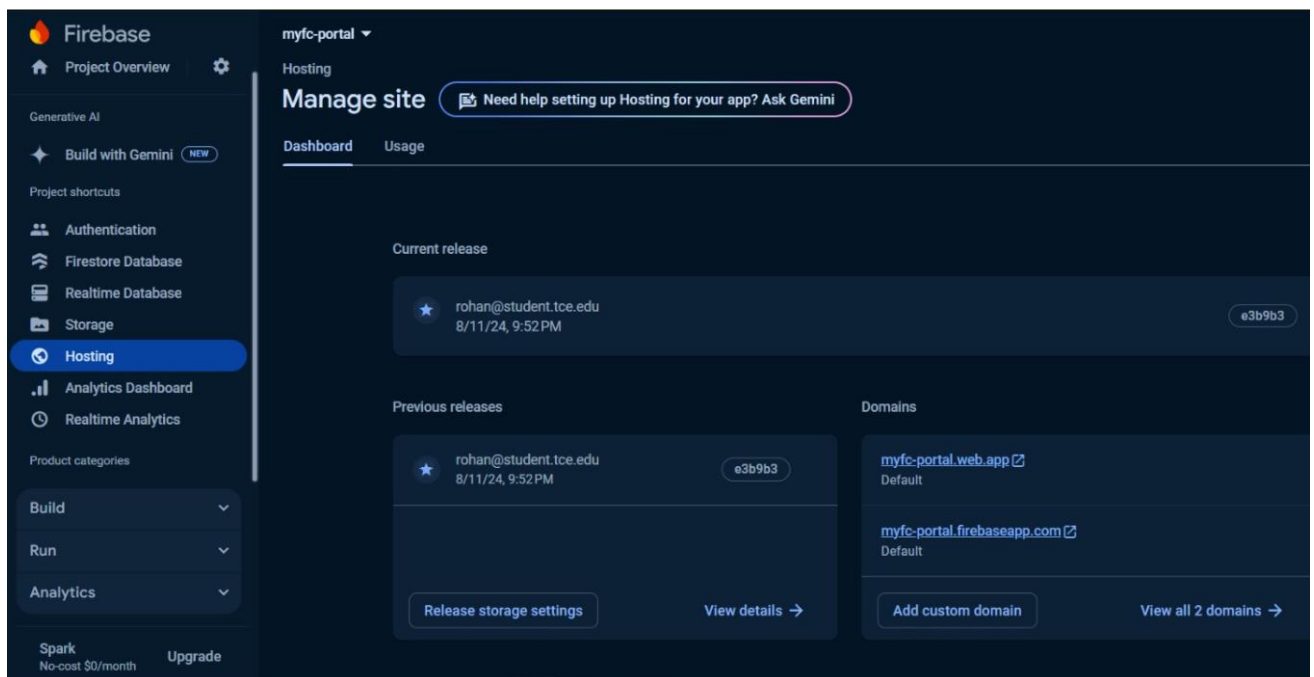 Firebase
Project Overview
Generative AI
Build with Gemini NEW
Project shortcuts
Authentication
Firestore Database
Realtime Database
Storage
Hosting
Analytics Dashboard
Realtime Analytics
Product categories
Build
Run
Analytics
Spark
No-cost $0/month
Upgrade
myfc-portal
Hosting
Manage site
Need help setting up Hosting for your app? Ask Gemini
Dashboard Usage
Current release
rohan@student.tce.edu
8/11/24, 9:52 PM
e3b9b3
Previous releases
rohan@student.tce.edu
8/11/24, 9:52 PM
e3b9b3
Release storage settings View details →
Domains
myfc-portal.web.app
Default
myfc-portal.firebaseapp.com
Default
Add custom domain View all 2 domains →